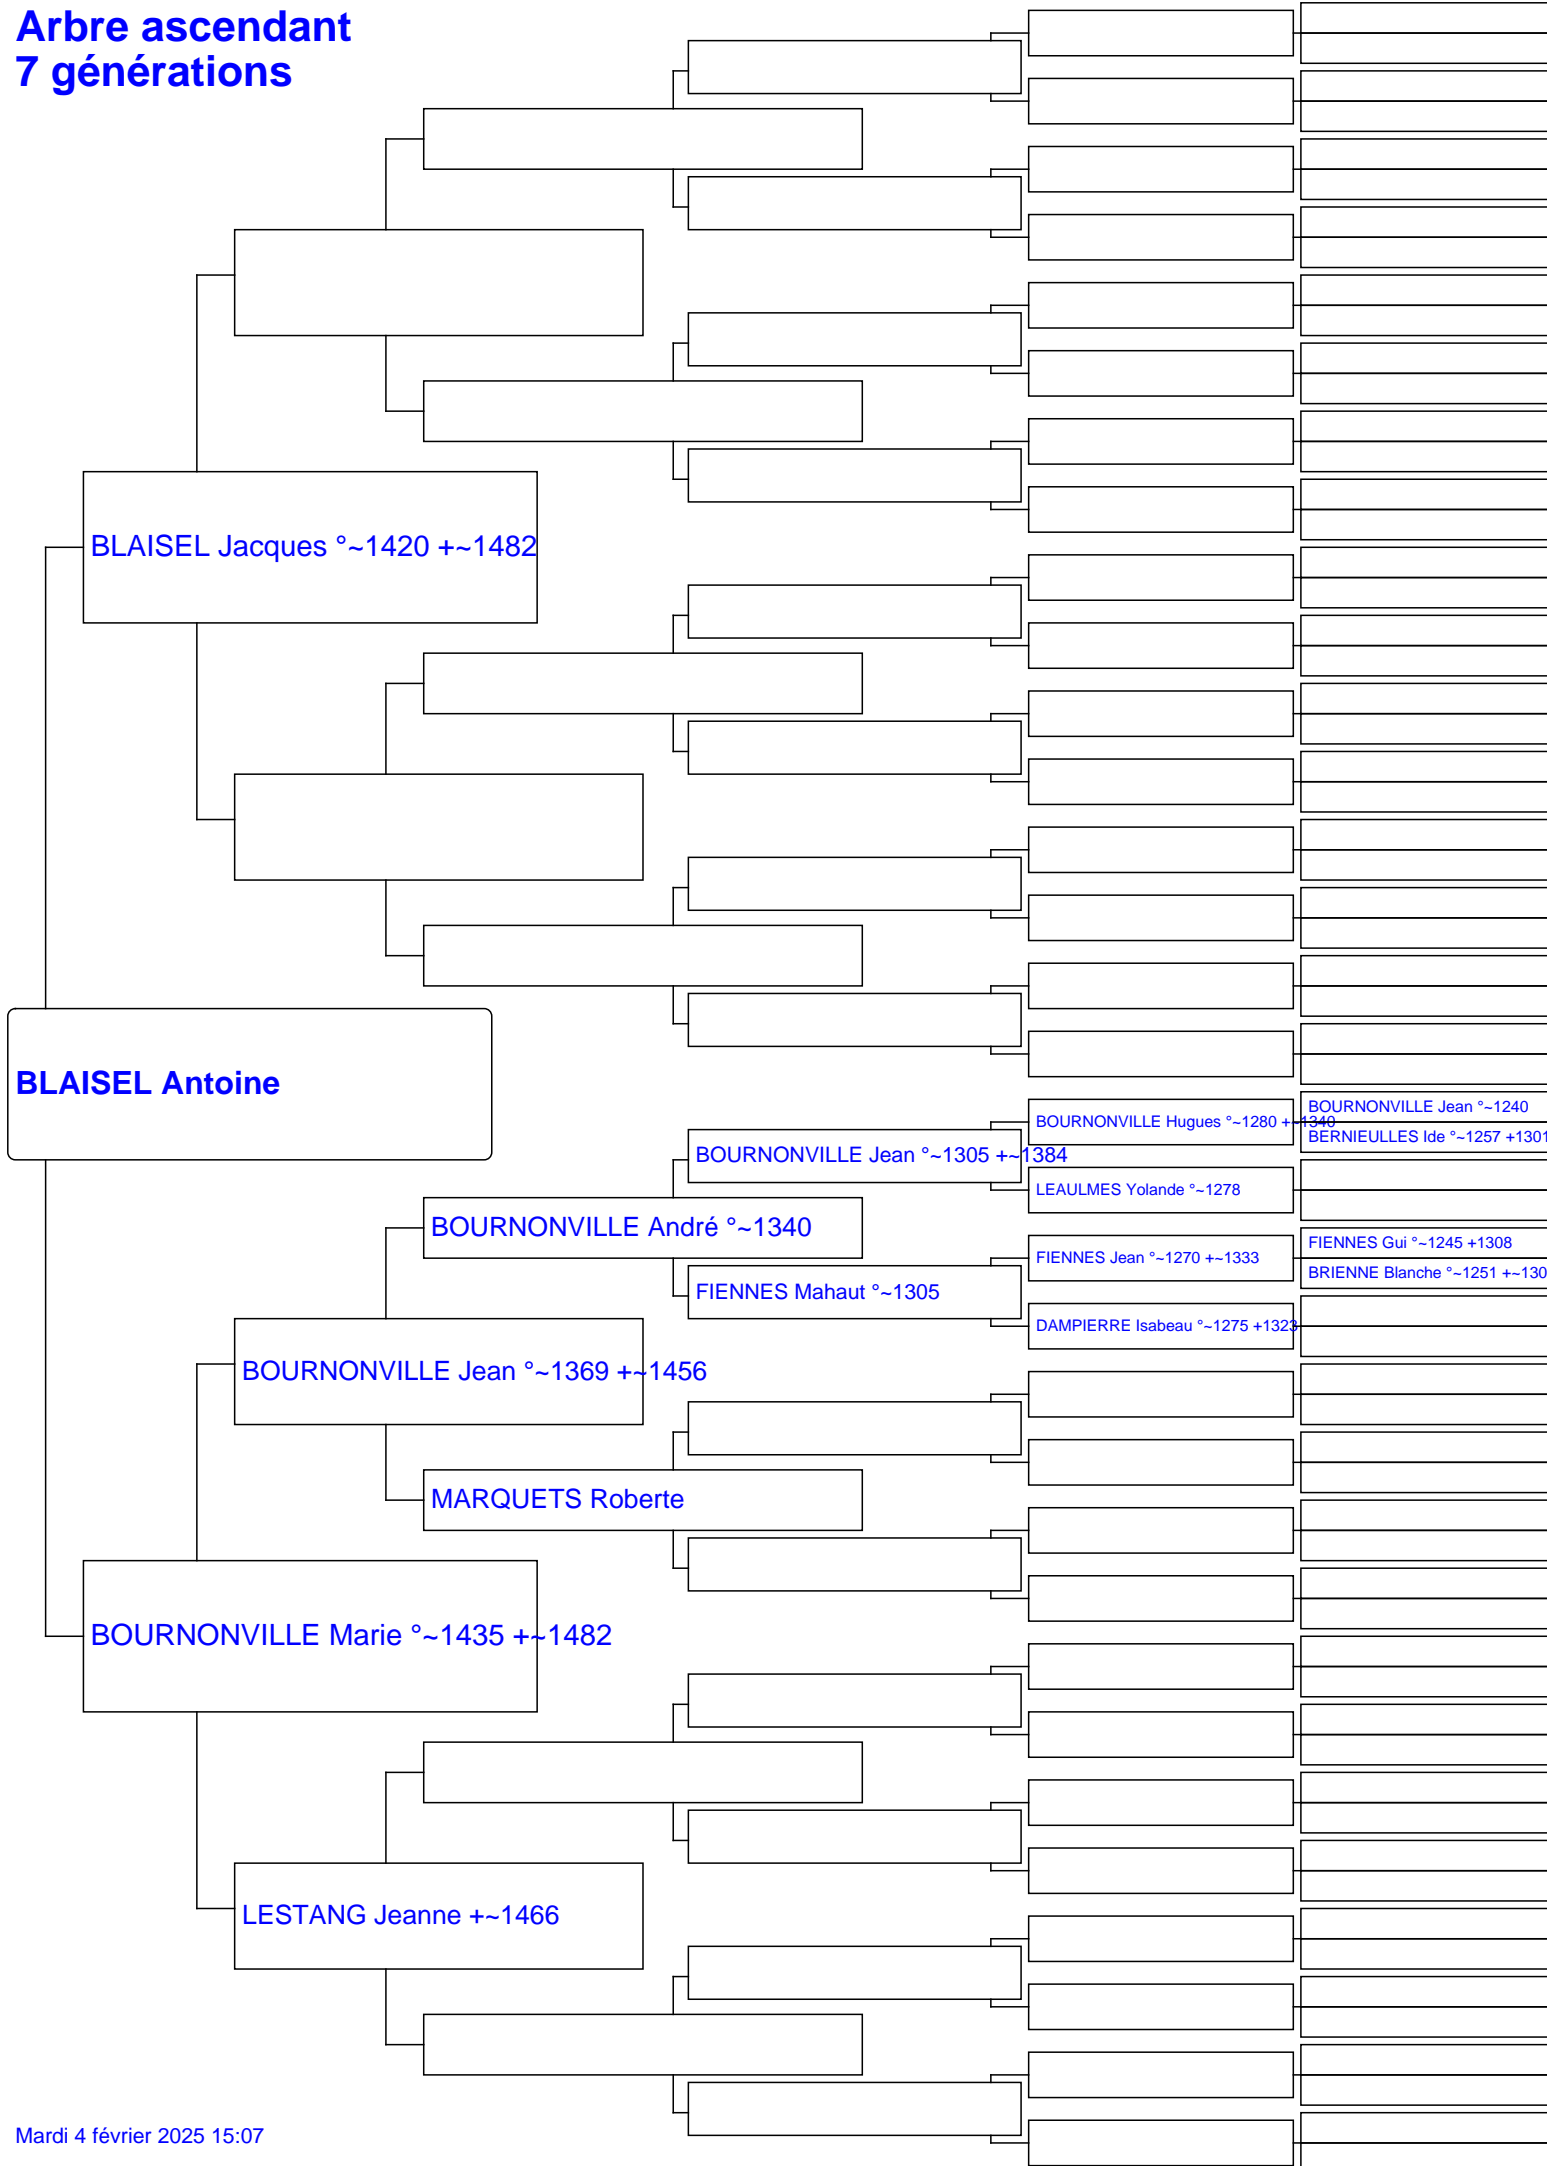 Arbre ascendant
7 générations
BLAISEL Jacques °~1420 +~1482
BLAISEL Antoine
BOURNONVILLE Hugues °~1280 +~1340
BOURNONVILLE Jean °~1240
BERNIEULLES Ide °~1257 +1301
BOURNONVILLE Jean °~1305 +~1384
LEAULMES Yolande °~1278
BOURNONVILLE André °~1340
FIENNES Jean °~1270 +~1333
FIENNES Gui °~1245 +1308
BRIENNE Blanche °~1251 +~130
FIENNES Mahaut °~1305
DAMPIERRE Isabeau °~1275 +1323
BOURNONVILLE Jean °~1369 +~1456
MARQUETS Roberte
BOURNONVILLE Marie °~1435 +~1482
LESTANG Jeanne +~1466
Mardi 4 février 2025 15:07